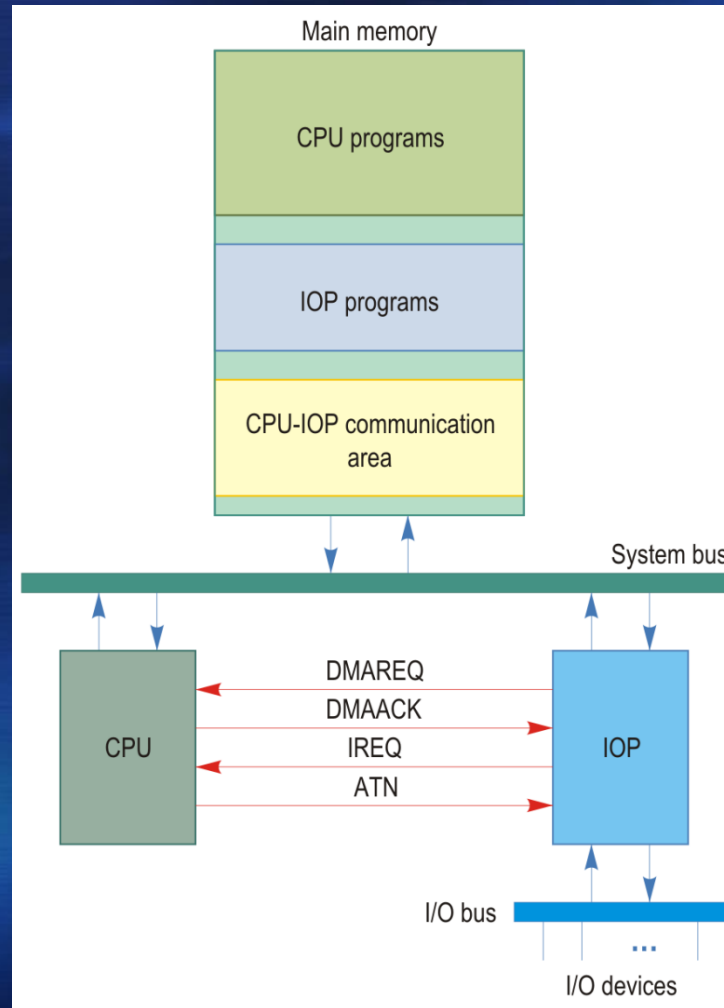 Main memory
CPU programs
IOP programs
CPU-IOP communication
area
System bus
DMAREQ
DMAACK
CPU
IREQ
IOP
ATN
I/O bus
...
I/O devices